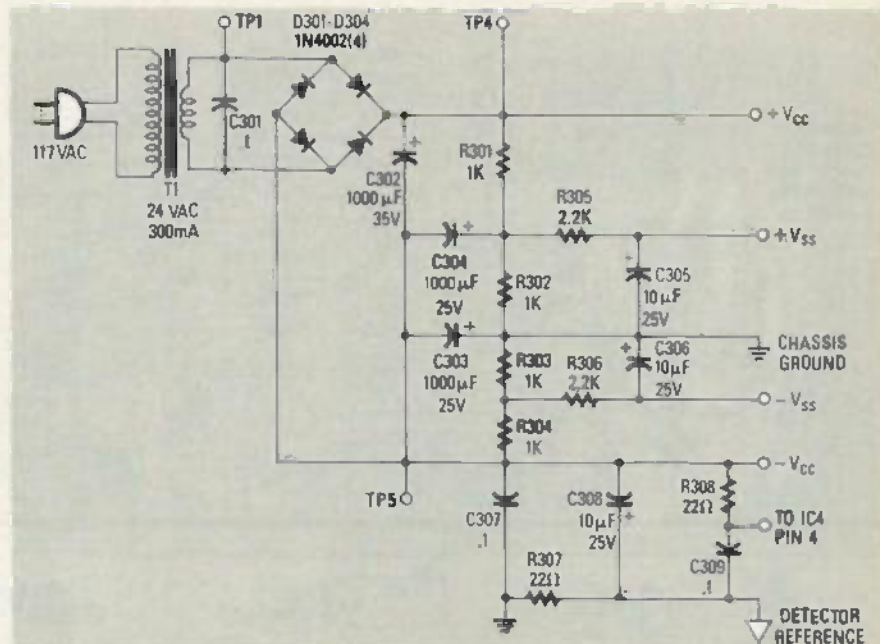 TP1
D301-D304
1N4002(4)
TP4
117VAC
T1
24 VAC
300mA
C301
.1
C302
1000µF
35V
R301
1K
+VCC
R305
2.2K
+VSS
C304
1000µF
25V
R302
1K
C305
10µF
25V
C303
1000µF
25V
R303
1K
R306
2.2K
C306
10µF
25V
CHASSIS
GROUND
-VSS
R304
1K
-VCC
TP5
C307
.1
C308
10µF
25V
R308
22Ω
TO IC4
PIN 4
R307
22Ω
C309
.1
DETECTOR
REFERENCE